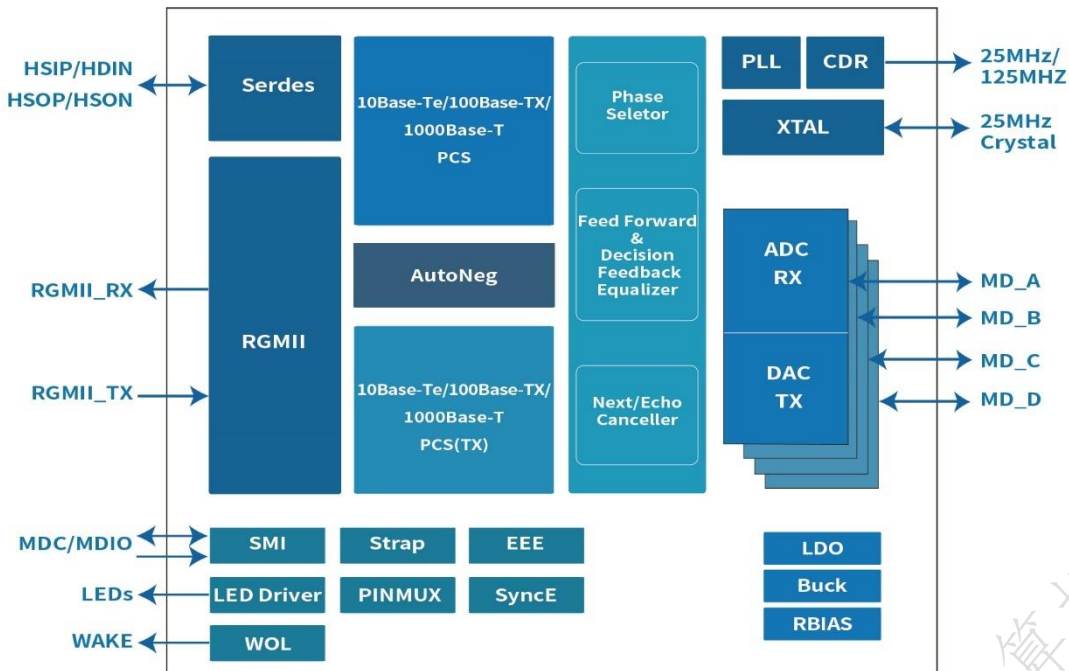 HSIP/HDIN
HSOP/HSON
Serdes
10Base-Te/100Base-TX/
1000Base-T
PCS
Phase
Seletor
PLL
CDR
25MHz/
125MHZ
XTAL
25MHz
Crystal
RGMII_RX
RGMII_TX
RGMII
AutoNeg
Feed Forward
&
Decision
Feedback
Equalizer
ADC
RX
DAC
TX
MD_A
MD_B
MD_C
MD_D
10Base-Te/100Base-TX/
1000Base-T
PCS(TX)
Next/Echo
Canceller
MDC/MDIO
SMI
Strap
EEE
LEDs
LED Driver
PINMUX
SyncE
WAKE
WOL
LDO
Buck
RBIAS
算